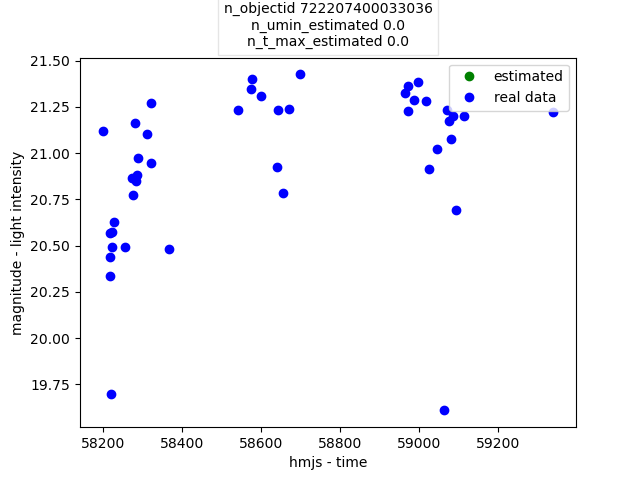 n_objectid 722207400033036
n_umin_estimated 0.0
n_t_max_estimated 0.0
estimated
real data
21.50
21.25
21.00
20.75
20.50
20.25
20.00
19.75
magnitude - light intensity
58200 58400 58600 58800 59000 59200
hmjs - time